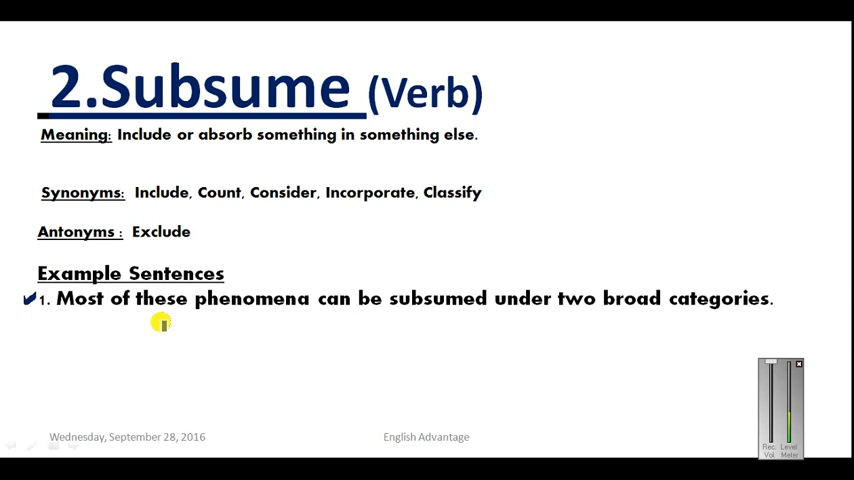 2.Subsume (Verb)
Meaning: Include or absorb something in something else.
Synonyms: Include, Count, Consider, Incorporate, Classify
Antonyms : Exclude
Example Sentences
1. Most of these phenomena can be subsumed under two broad categories.
Wednesday, September 28, 2016
English Advantage
Rec. Level
Vol Meter